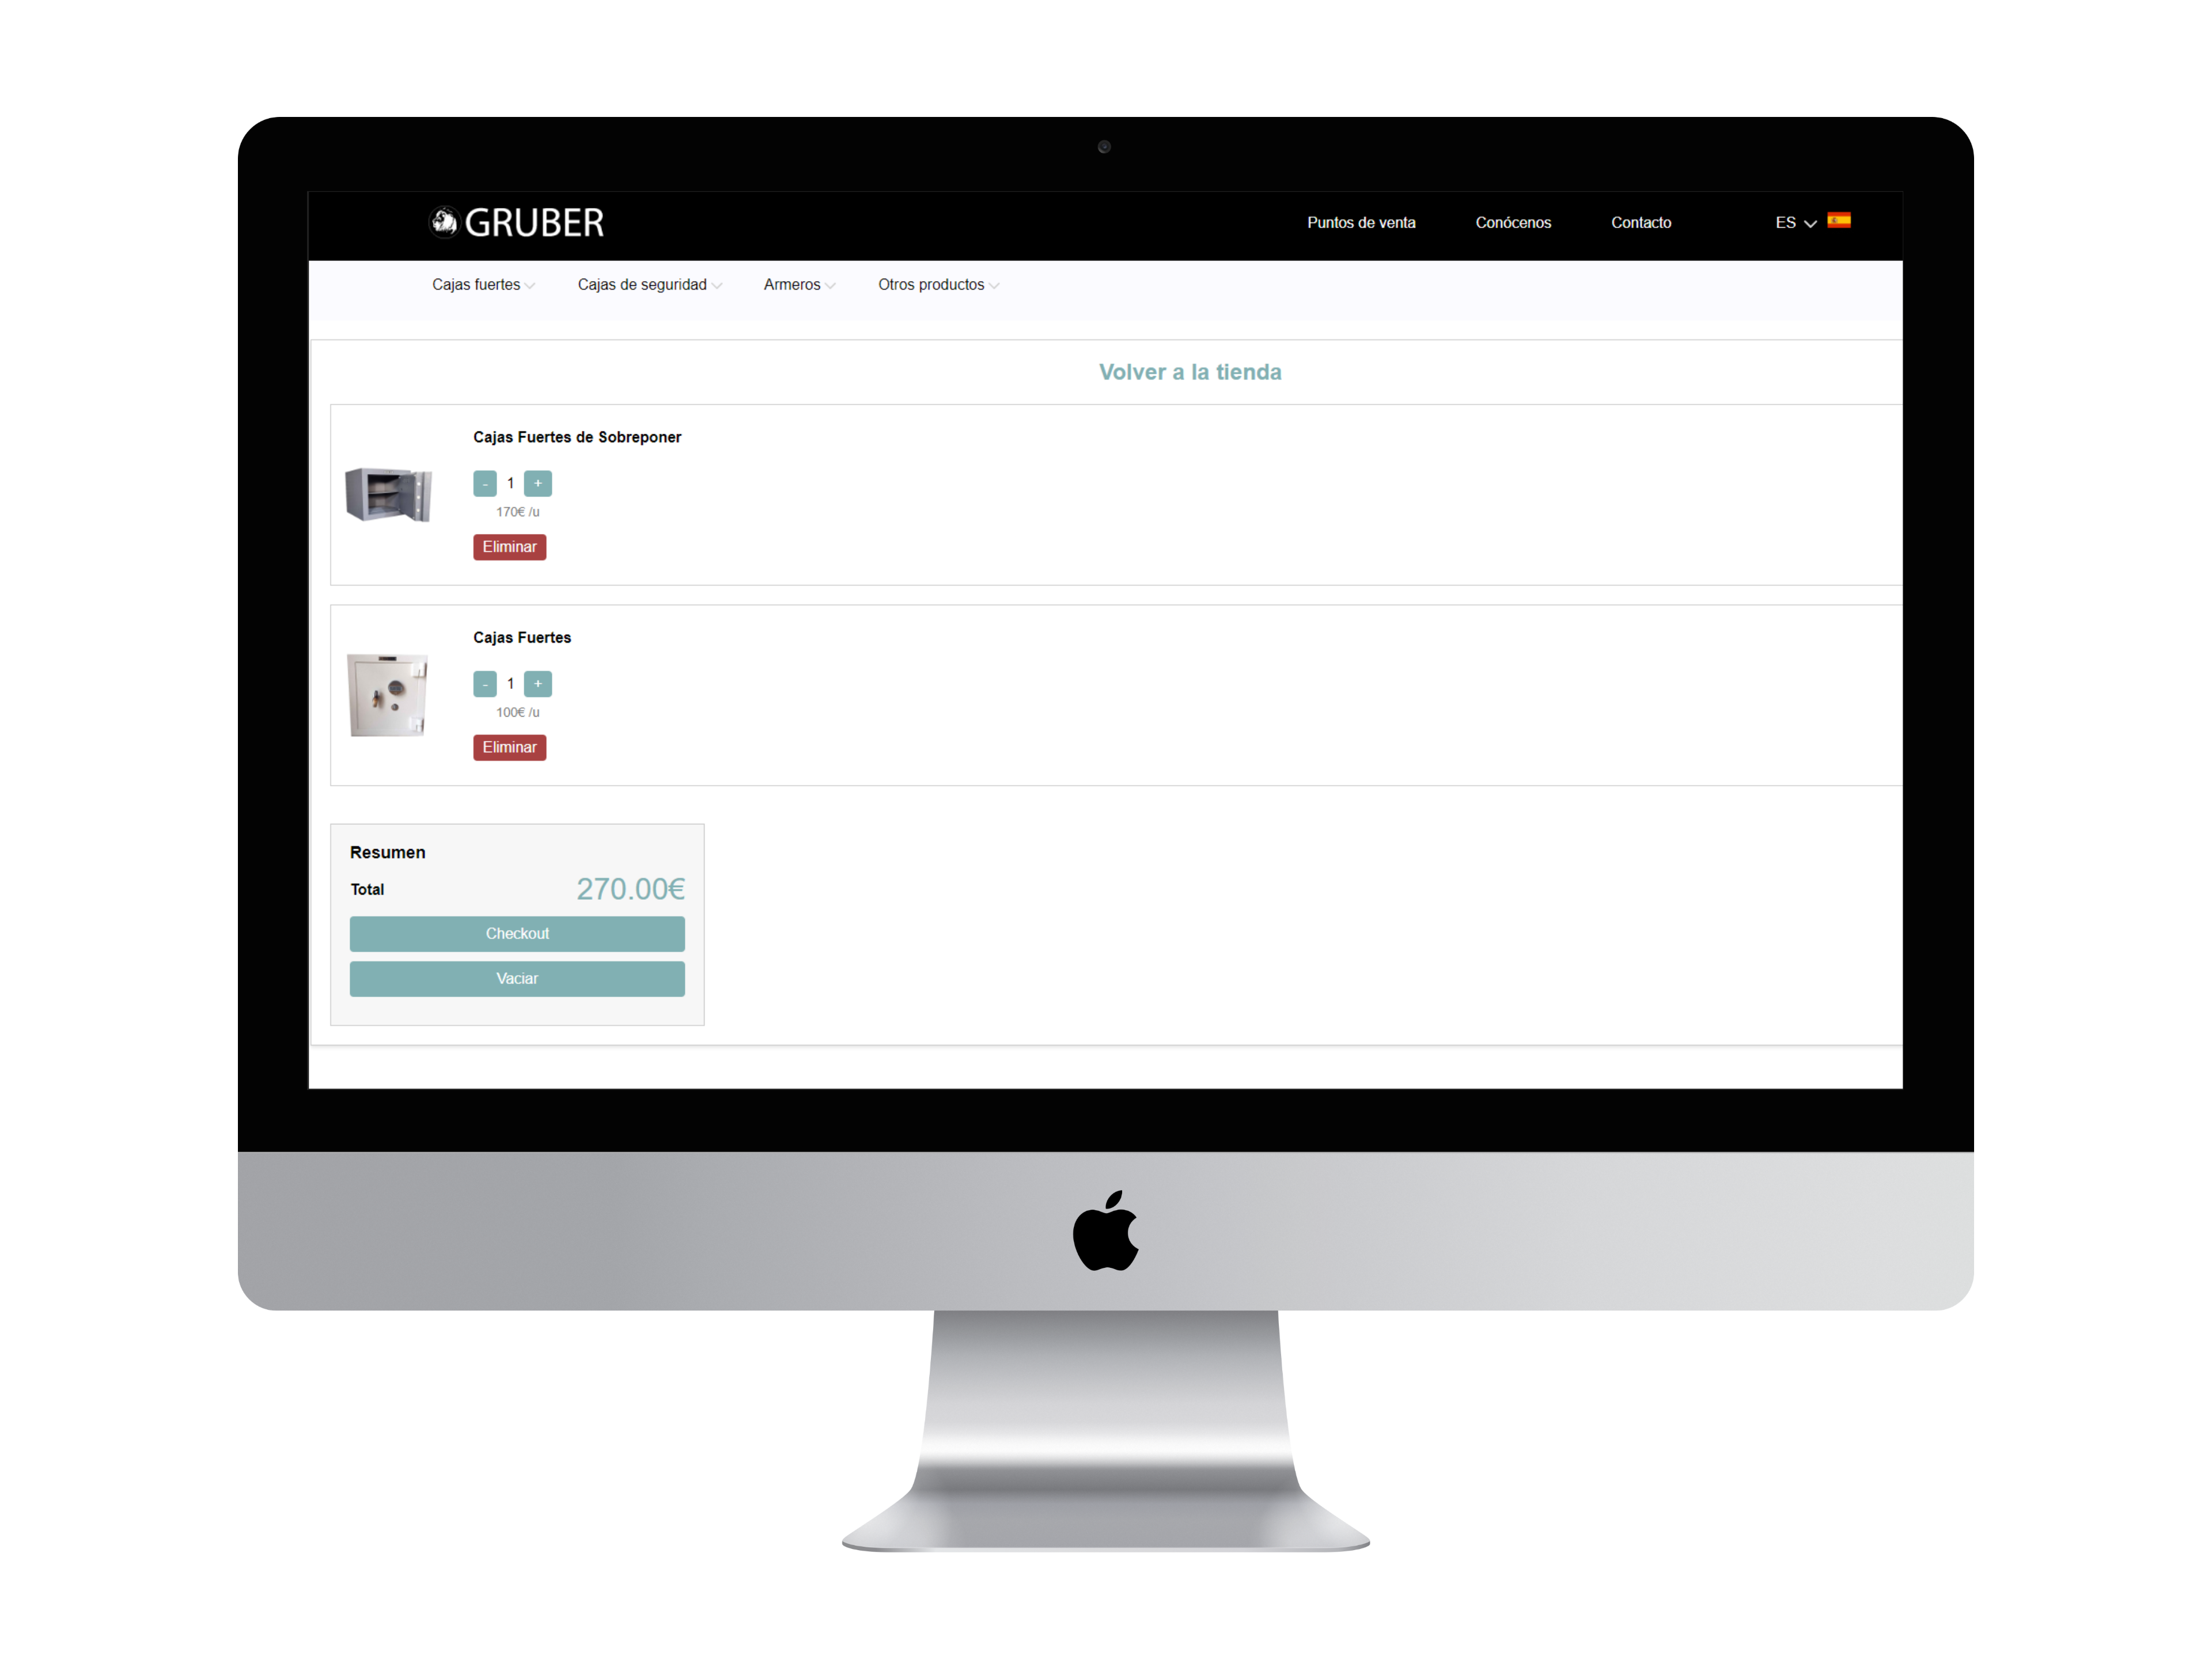 GRUBER
Puntos de venta Conócenos Contacto ES
Cajas fuertes Cajas de seguridad Armeros Otros productos
Volver a la tienda
Cajas Fuertes de Sobreponer
- 1 +
170€ /u
Eliminar
Cajas Fuertes
- 1 +
100€ /u
Eliminar
Resumen
Total 270.00€
Checkout
Vaciar